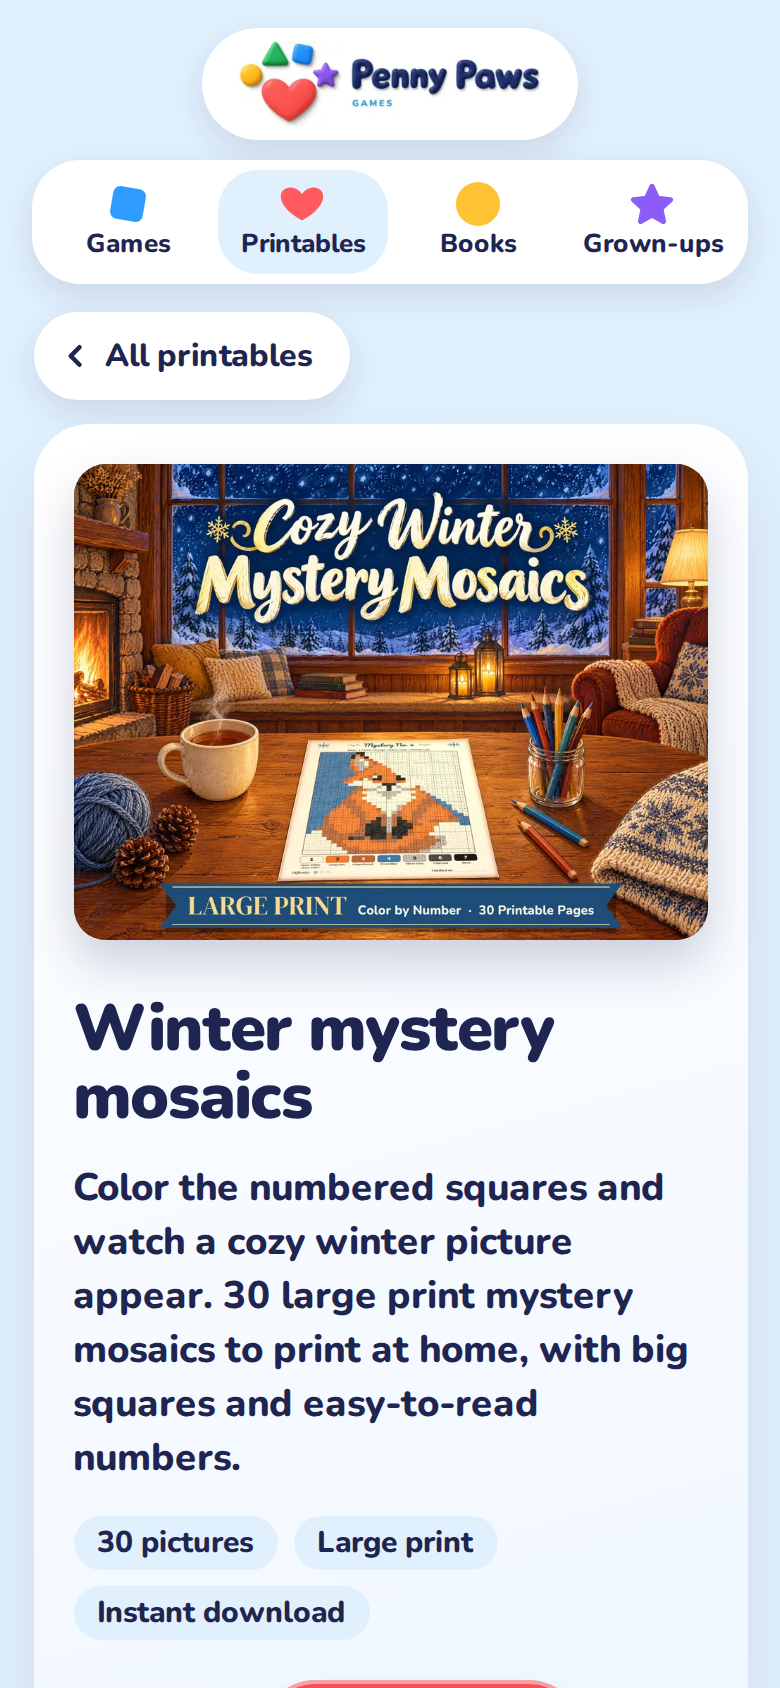 Penny Paws
GAMES
Games
Printables
Books
Grown-ups
All printables
Cozy Winter
Mystery Mosaics
LARGE PRINT Color by Number · 30 Printable Pages
Winter mystery
mosaics
Color the numbered squares and
watch a cozy winter picture
appear. 30 large print mystery
mosaics to print at home, with big
squares and easy-to-read
numbers.
30 pictures
Large print
Instant download